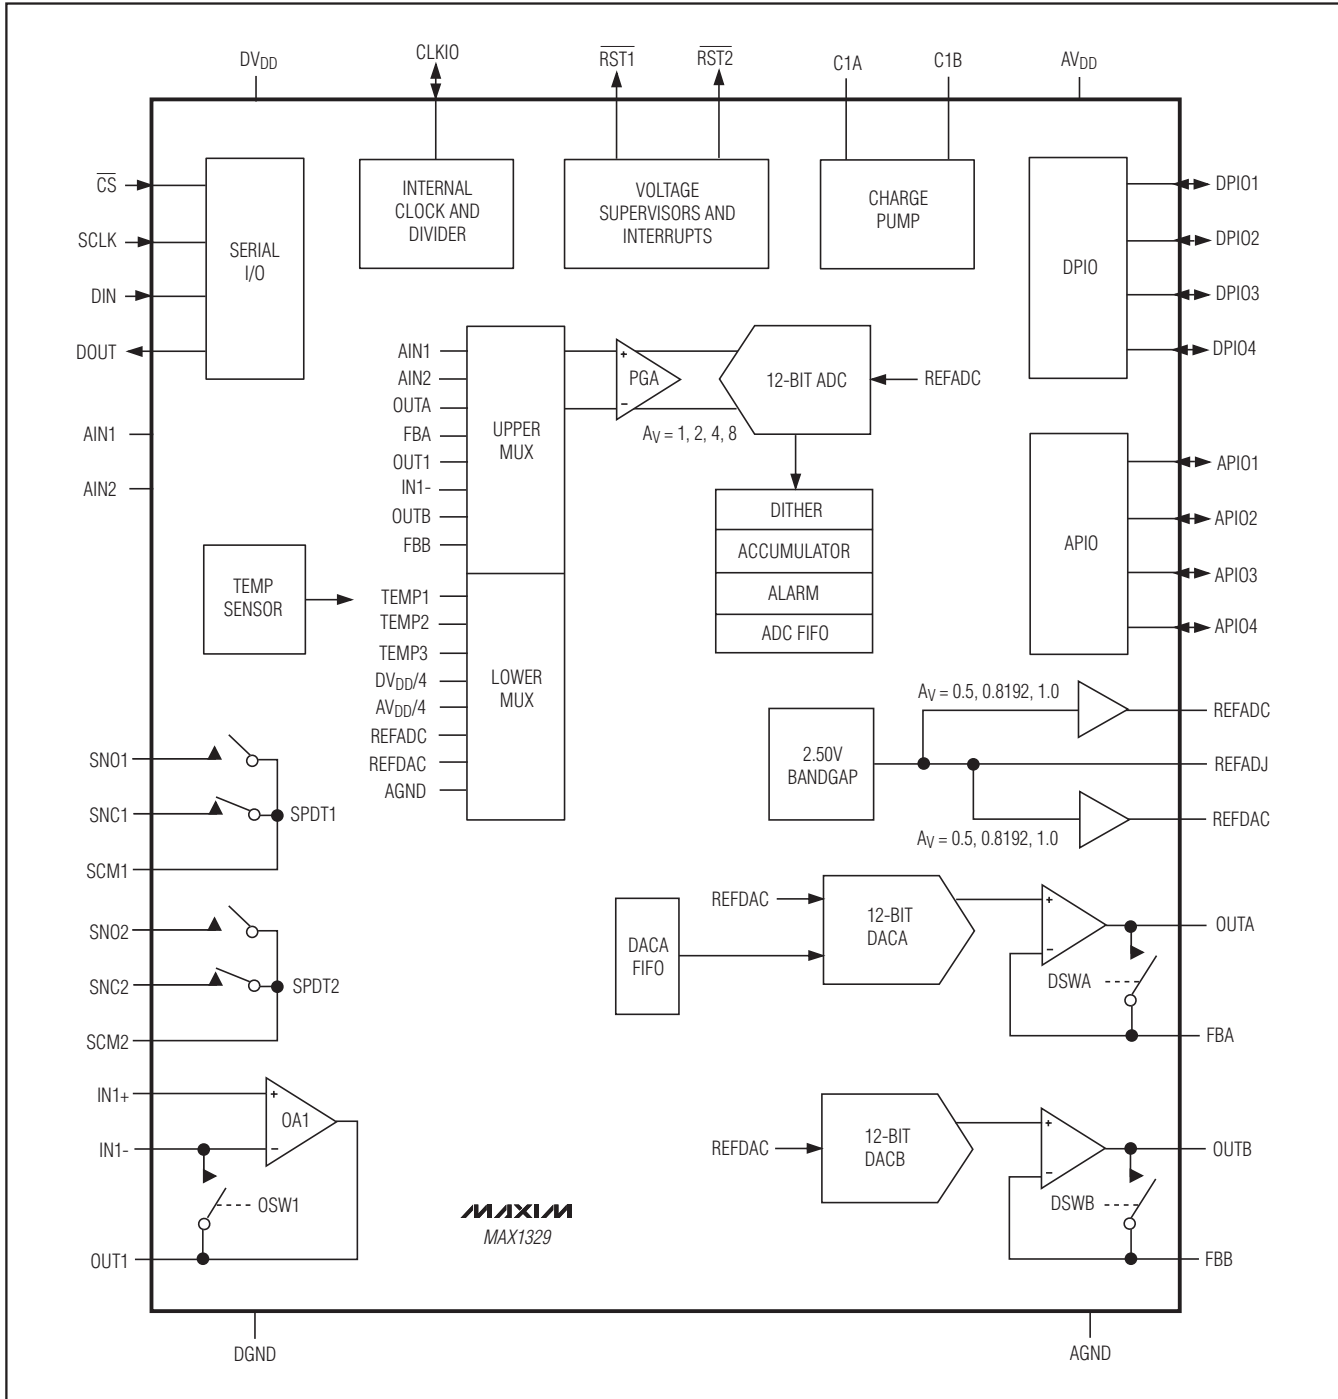 DVDD
CLKIO
RST1
RST2
C1A
C1B
AVDD
CS
SCLK
DIN
DOUT
SERIAL
I/O
INTERNAL
CLOCK AND
DIVIDER
VOLTAGE
SUPERVISORS AND
INTERRUPTS
CHARGE
PUMP
DPIO
DPIO1
DPIO2
DPIO3
DPIO4
AIN1
AIN2
AIN1
AIN2
OUTA
FBA
OUT1
IN1-
OUTB
FBB
UPPER
MUX
+
PGA
−
AV = 1, 2, 4, 8
12-BIT ADC
REFADC
DITHER
ACCUMULATOR
ALARM
ADC FIFO
APIO
APIO1
APIO2
APIO3
APIO4
TEMP
SENSOR
TEMP1
TEMP2
TEMP3
DVDD/4
AVDD/4
REFADC
REFDAC
AGND
LOWER
MUX
2.50V
BANDGAP
AV = 0.5, 0.8192, 1.0
REFADC
REFADJ
REFDAC
AV = 0.5, 0.8192, 1.0
SNO1
SNC1
SPDT1
SCM1
SNO2
SNC2
SPDT2
SCM2
DACA
FIFO
REFDAC
12-BIT
DACA
+
−
DSWA
OUTA
FBA
IN1+
IN1-
+
OA1
−
OSW1
OUT1
REFDAC
12-BIT
DACB
+
−
DSWB
OUTB
FBB
MAXIM
MAX1329
DGND
AGND